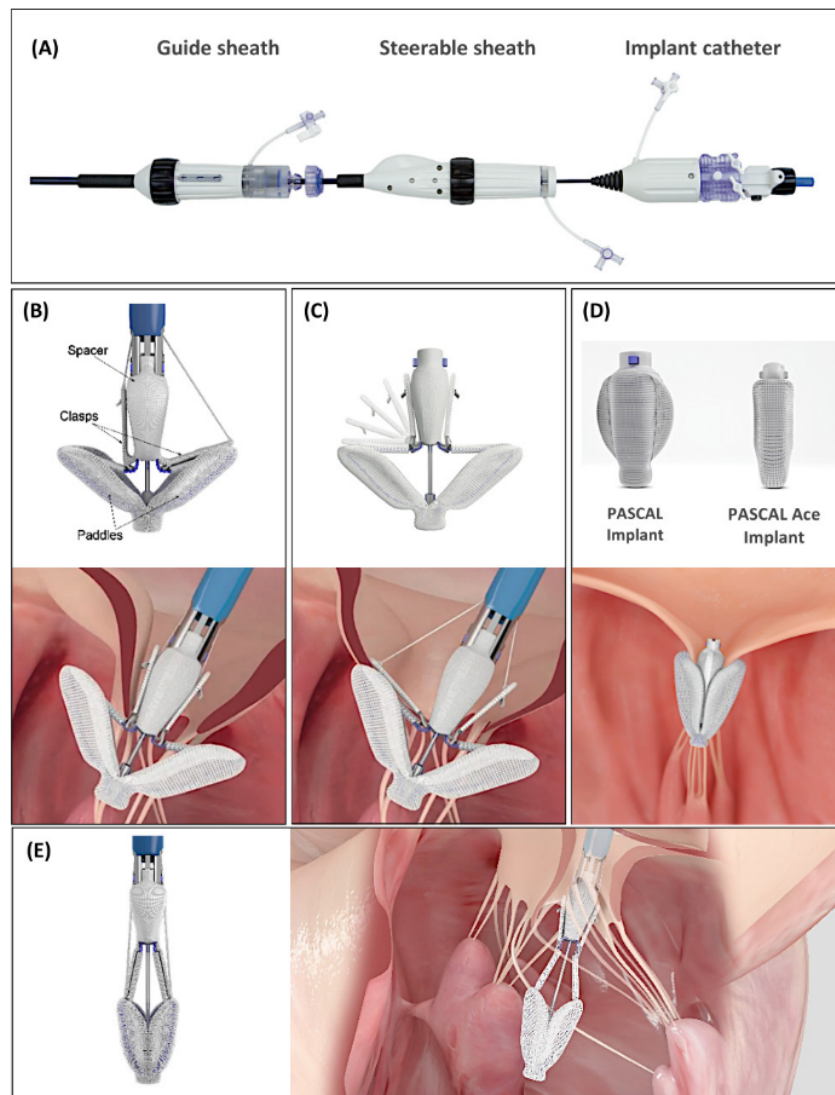 (A)
Guide sheath
Steerable sheath
Implant catheter
(B)
Spacer
Clasps
Paddles
(C)
(D)
PASCAL
Implant
PASCAL Ace
Implant
(E)